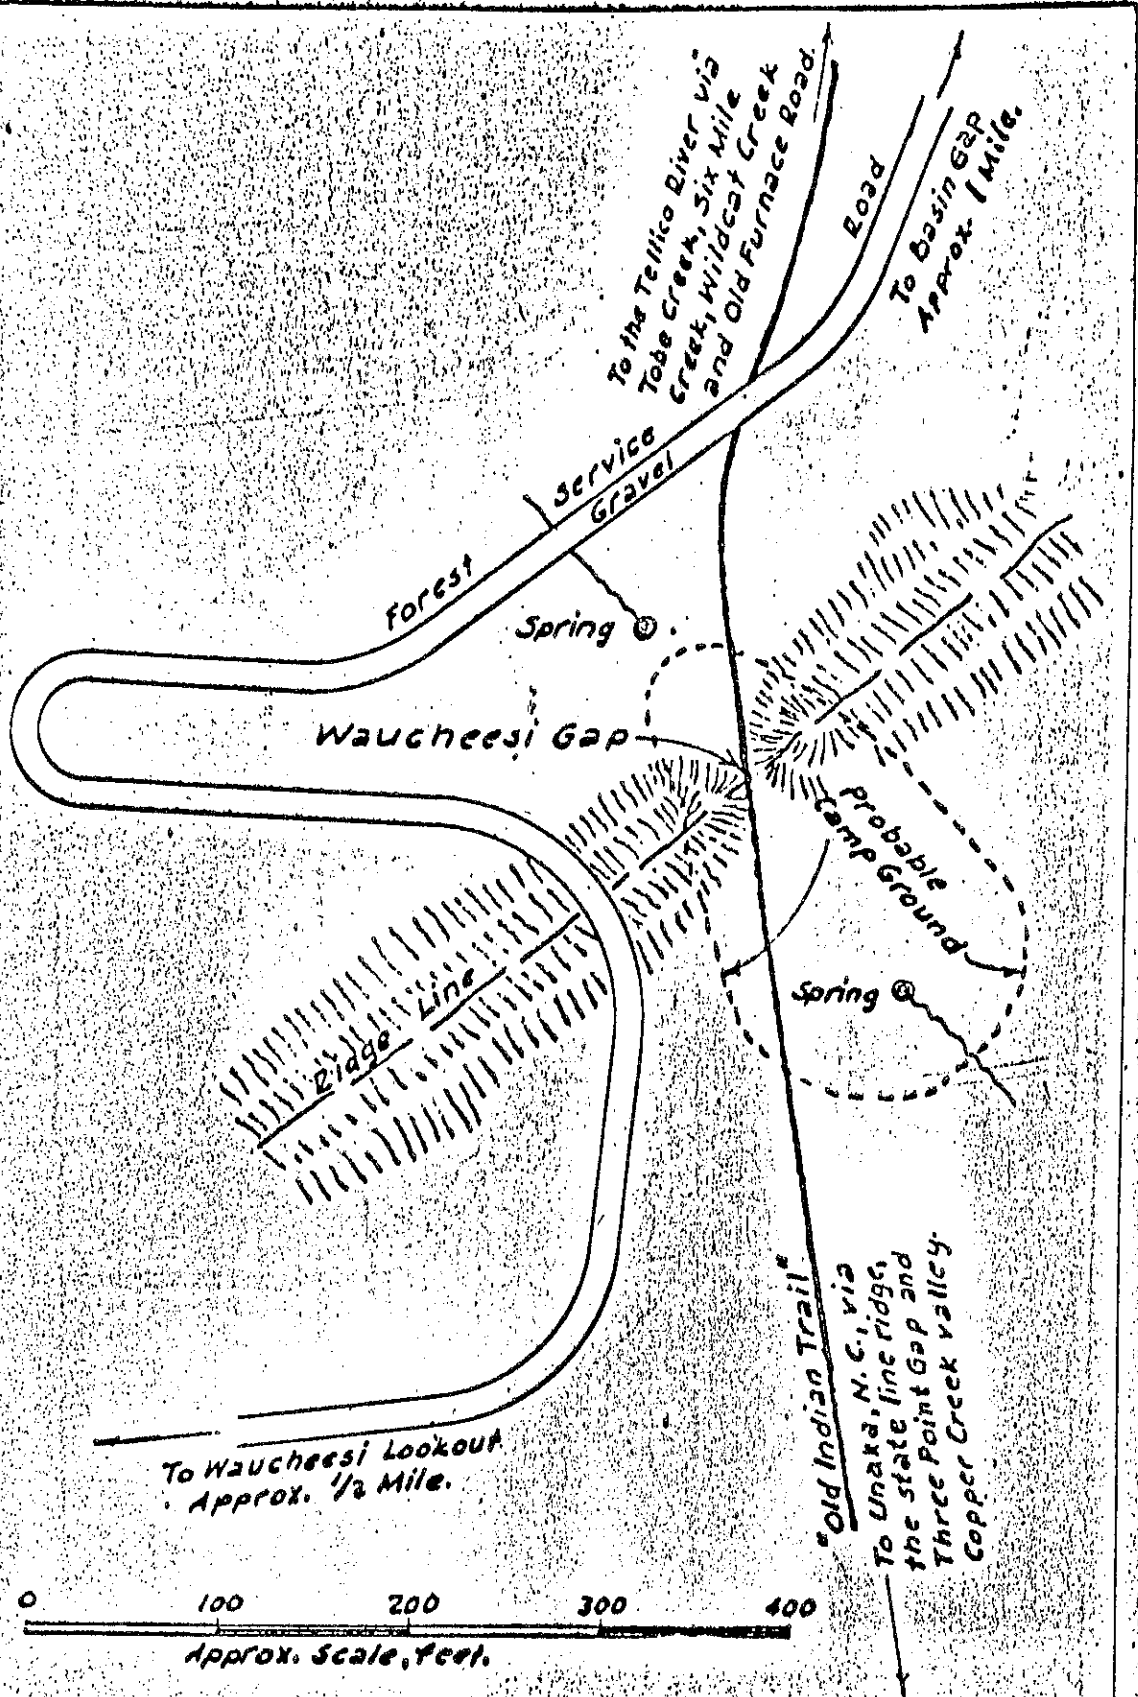 To the Tellico River via
Tobe Creek, Six Mile
Creek, Wildcat Creek
and Old Furnace Road.
Road
To Basin Gap
Approx. 1 Mile.
Service
Gravel
Forest
Spring
Waucheesi Gap
Probable
Camp Ground
Spring
Ridge Line
"Old Indian Trail"
To Unaka, N.C., via
the state line ridge,
Three Point Gap and
Copper Creek valley.
To Waucheesi Lookout
Approx. 1/2 Mile.
0 100 200 300 400
Approx. Scale, feet.